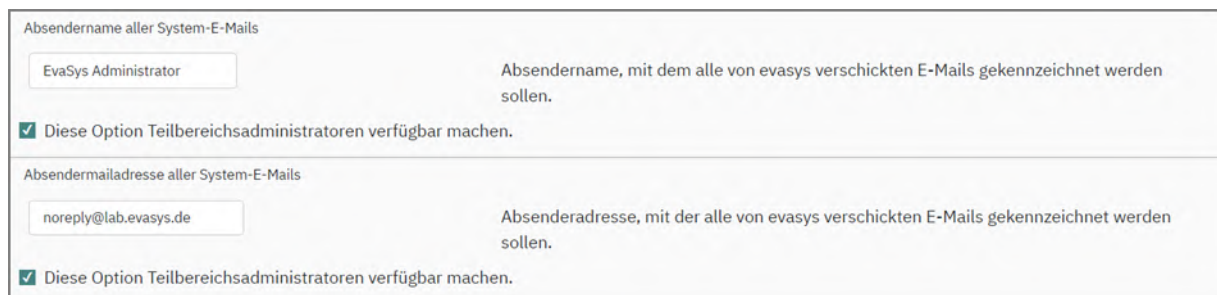 Absendername aller System-E-Mails
EvaSys Administrator
Absendername, mit dem alle von evasys verschickten E-Mails gekennzeichnet werden
sollen.
Diese Option Teilbereichsadministratoren verfügbar machen.
Absendermailadresse aller System-E-Mails
noreply@lab.evasys.de
Absenderadresse, mit der alle von evasys verschickten E-Mails gekennzeichnet werden
sollen.
Diese Option Teilbereichsadministratoren verfügbar machen.